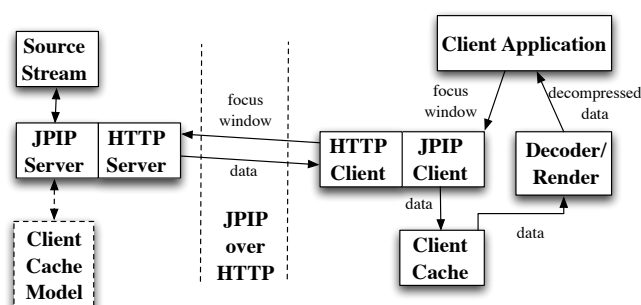 Source
Stream
Client Application
focus
window
decompressed
data
focus
window
JPIP
Server
HTTP
Server
HTTP
Client
JPIP
Client
Decoder/
Render
data
data
data
JPIP
over
HTTP
Client
Cache
Model
Client
Cache